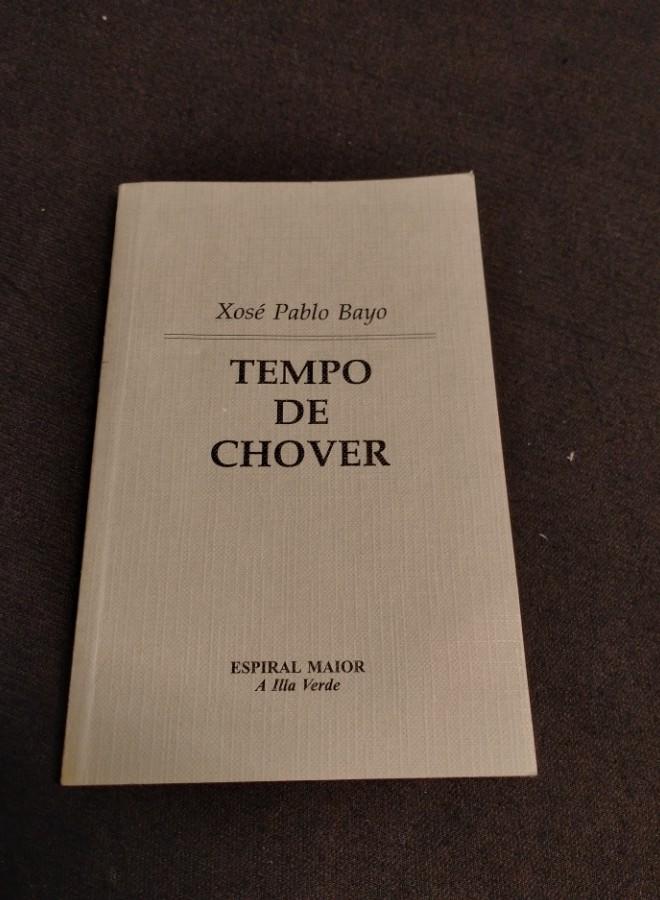 Xosé Pablo Bayo
TEMPO
DE
CHOVER
ESPIRAL MAIOR
A Illa Verde